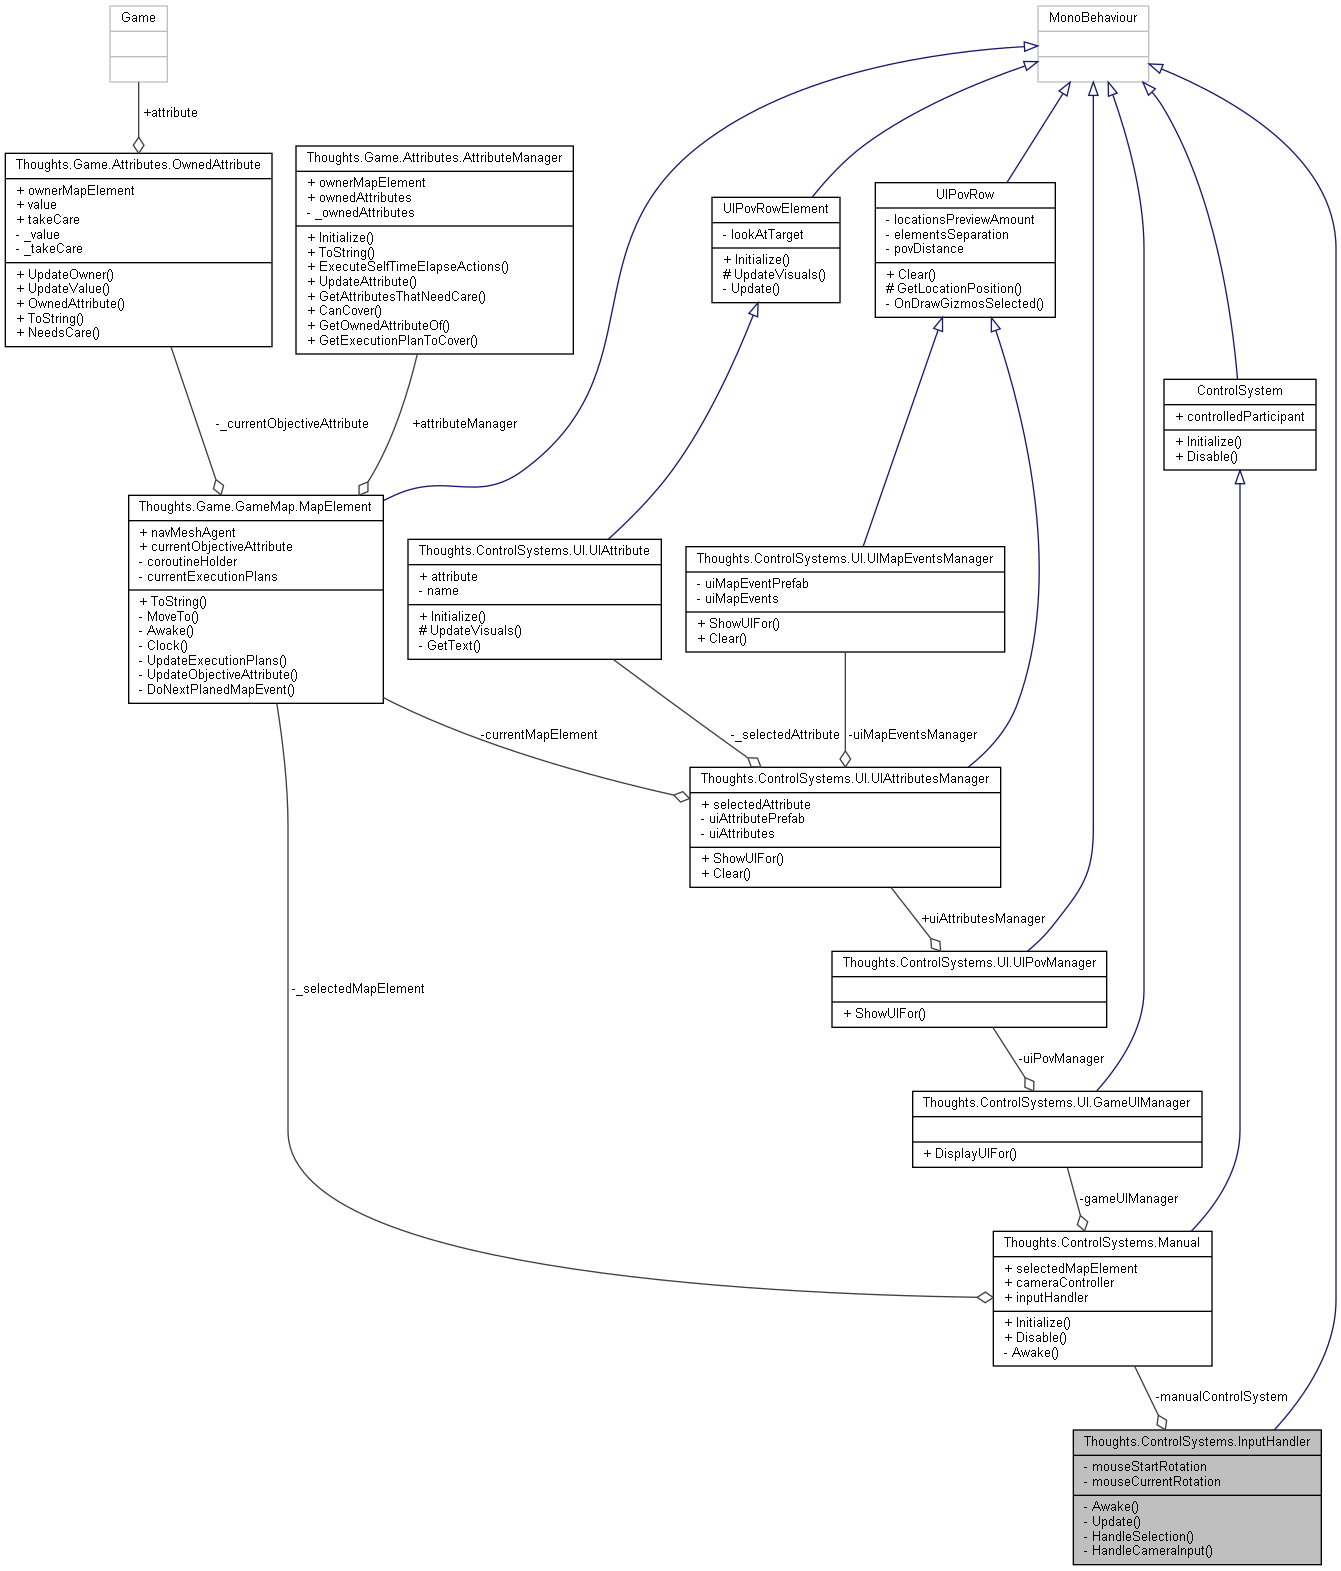 Game
MonoBehaviour
+attribute
Thoughts.Game.Attributes.OwnedAttribute
+ ownerMapElement
+ value
+ takeCare
- _value
- _takeCare
+ UpdateOwner()
+ UpdateValue()
+ OwnedAttribute()
+ ToString()
+ NeedsCare()
Thoughts.Game.Attributes.AttributeManager
+ ownerMapElement
+ ownedAttributes
- _ownedAttributes
+ Initialize()
+ ToString()
+ ExecuteSelfTimeElapseActions()
+ UpdateAttribute()
+ GetAttributesThatNeedCare()
+ CanCover()
+ GetOwnedAttributeOf()
+ GetExecutionPlanToCover()
UIPovRowElement
- lookAtTarget
+ Initialize()
# UpdateVisuals()
- Update()
UIPovRow
- locationsPreviewAmount
- elementsSeparation
- povDistance
+ Clear()
# GetLocationPosition()
- OnDrawGizmosSelected()
ControlSystem
+ controlledParticipant
+ Initialize()
+ Disable()
-_currentObjectiveAttribute
+attributeManager
Thoughts.Game.GameMap.MapElement
+ navMeshAgent
+ currentObjectiveAttribute
- coroutineHolder
- currentExecutionPlans
+ ToString()
- MoveTo()
- Awake()
- Clock()
- UpdateExecutionPlans()
- UpdateObjectiveAttribute()
- DoNextPlanedMapEvent()
Thoughts.ControlSystems.UI.UIAttribute
+ attribute
- name
+ Initialize()
# UpdateVisuals()
- GetText()
Thoughts.ControlSystems.UI.UIMapEventsManager
- uiMapEventPrefab
- uiMapEvents
+ ShowUIFor()
+ Clear()
-currentMapElement
-_selectedAttribute
-uiMapEventsManager
Thoughts.ControlSystems.UI.UIAttributesManager
+ selectedAttribute
- uiAttributePrefab
- uiAttributes
+ ShowUIFor()
+ Clear()
+uiAttributesManager
Thoughts.ControlSystems.UI.UIPovManager
+ ShowUIFor()
-_selectedMapElement
-uiPovManager
Thoughts.ControlSystems.UI.GameUIManager
+ DisplayUIFor()
-gameUIManager
Thoughts.ControlSystems.Manual
+ selectedMapElement
+ cameraController
+ inputHandler
+ Initialize()
+ Disable()
- Awake()
-manualControlSystem
Thoughts.ControlSystems.InputHandler
- mouseStartRotation
- mouseCurrentRotation
- Awake()
- Update()
- HandleSelection()
- HandleCameraInput()